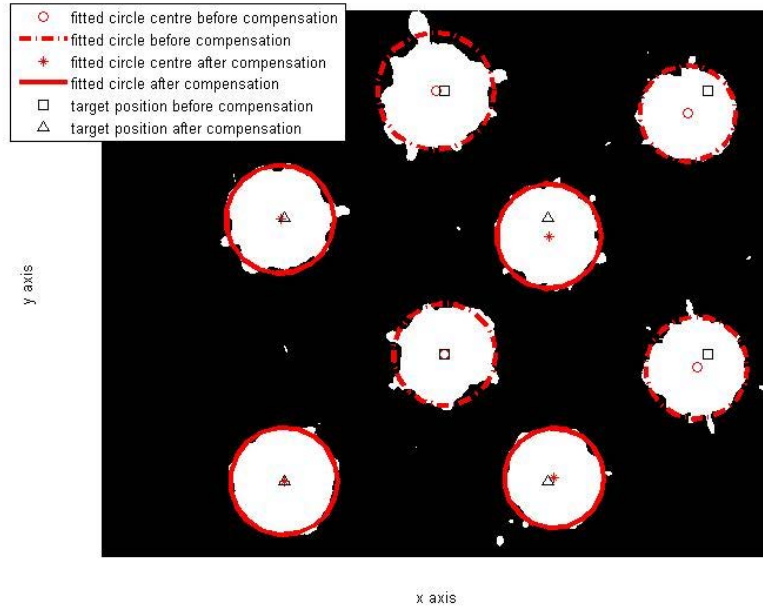 fitted circle centre before compensation
fitted circle before compensation
fitted circle centre after compensation
fitted circle after compensation
target position before compensation
target position after compensation
y axis
x axis